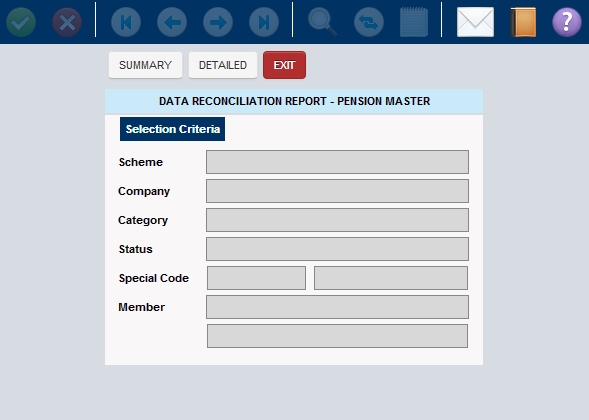 SUMMARY DETAILED EXIT
DATA RECONCILIATION REPORT - PENSION MASTER
Selection Criteria
Scheme
Company
Category
Status
Special Code
Member